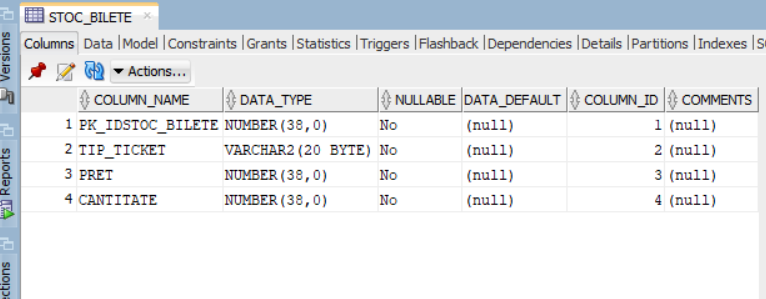 STOC_BILETE
Columns Data Model Constraints Grants Statistics Triggers Flashback Dependencies Details Partitions Indexes
Actions...
COLUMN_NAME DATA_TYPE NULLABLE DATA_DEFAULT COLUMN_ID COMMENTS
1 PK_IDSTOC_BILETE NUMBER(38,0) No (null) 1 (null)
2 TIP_TICKET VARCHAR2(20 BYTE) No (null) 2 (null)
3 PRET NUMBER(38,0) No (null) 3 (null)
4 CANTITATE NUMBER(38,0) No (null) 4 (null)
Versions
Reports